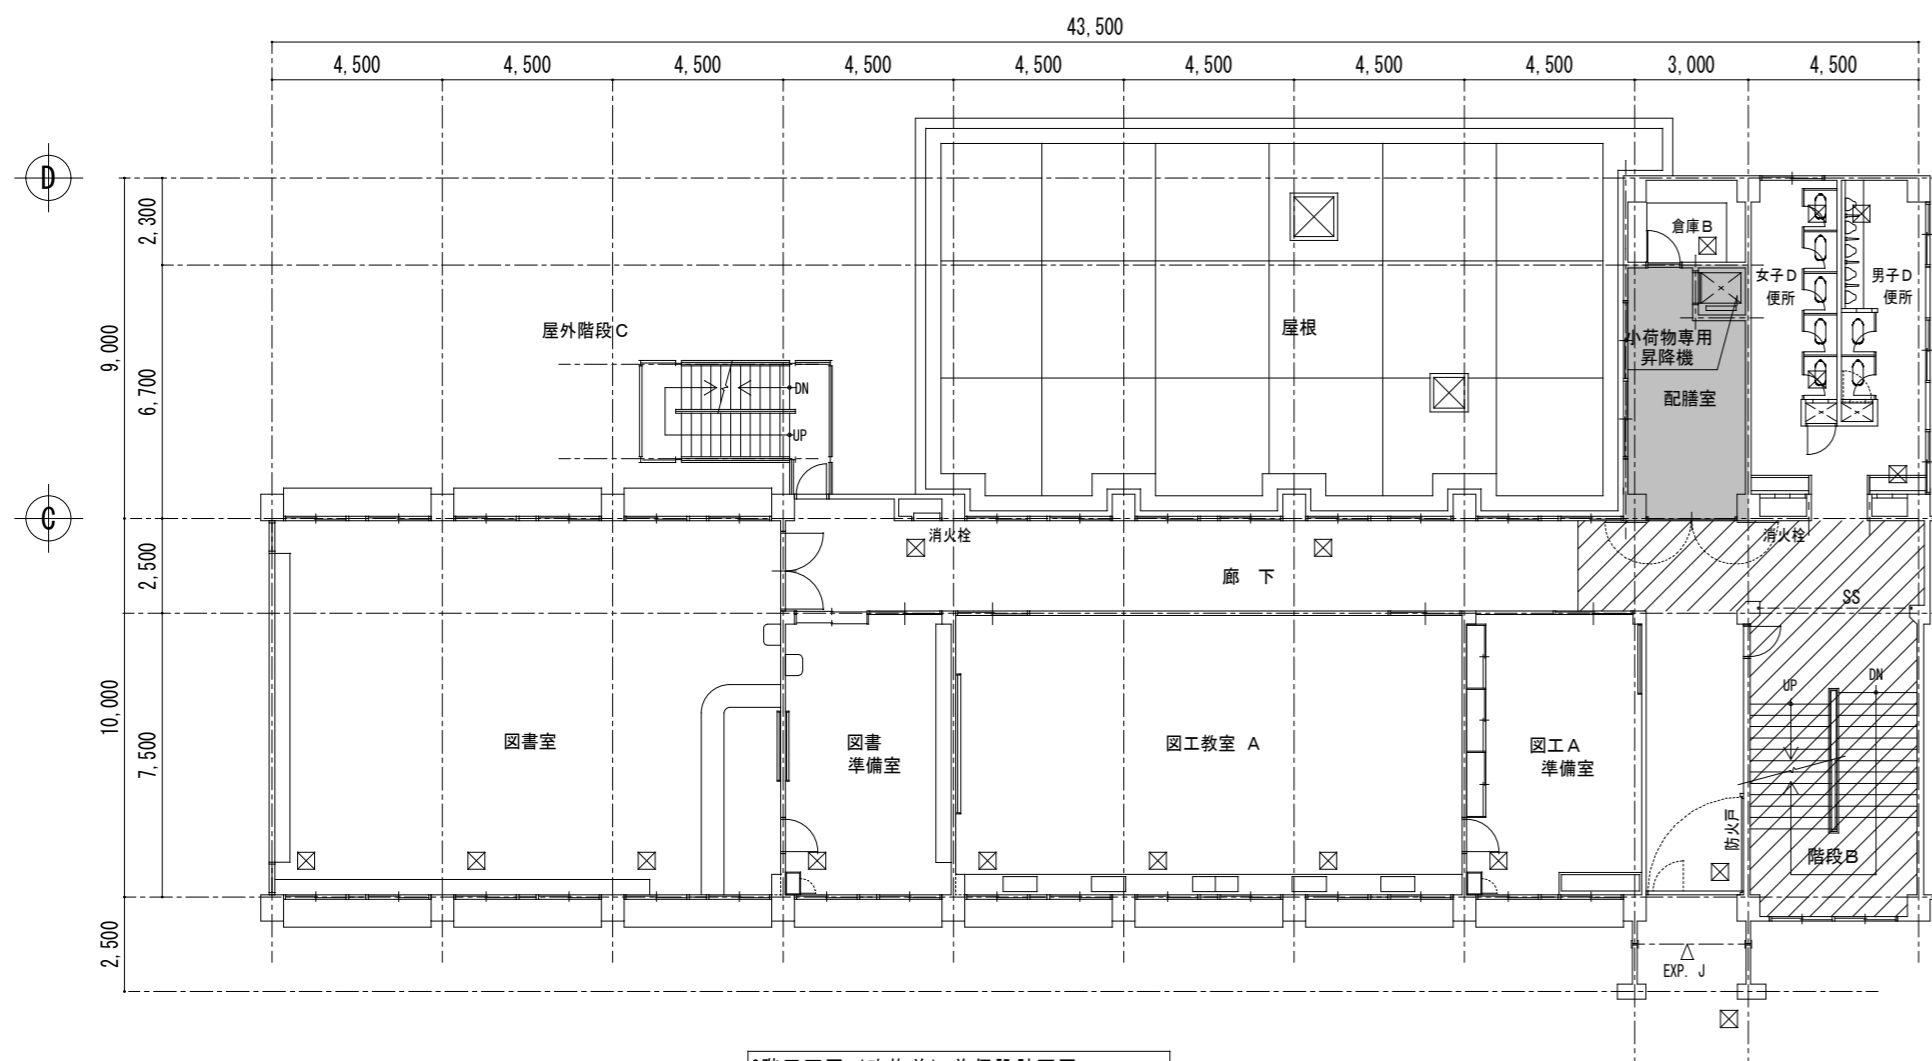 43,500
4,500
4,500
4,500
4,500
4,500
4,500
4,500
4,500
3,000
4,500
D
2,300
倉庫B
女子D
便所
男子D
便所
屋外階段C
屋根
小荷物専用
昇降機
9,000
6,700
DN
配膳室
UP
C
消火栓
消火栓
2,500
廊 下
SS
DN
UP
10,000
7,500
図書室
図書
準備室
図工教室 A
図工A
準備室
防火戸
階段B
2,500
EXP. J